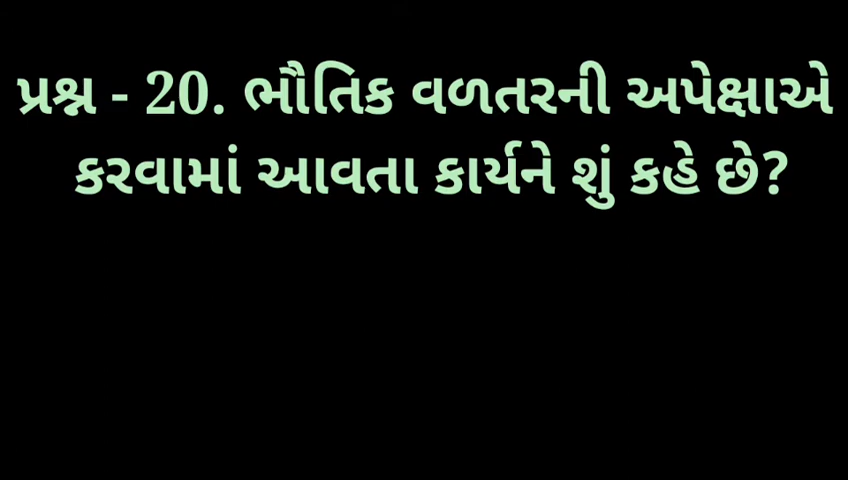 પ્રશ્ન - 20. ભૌતિક વળતરની અપેક્ષાએ
કરવામાં આવતા કાર્યને શું કહે છે?